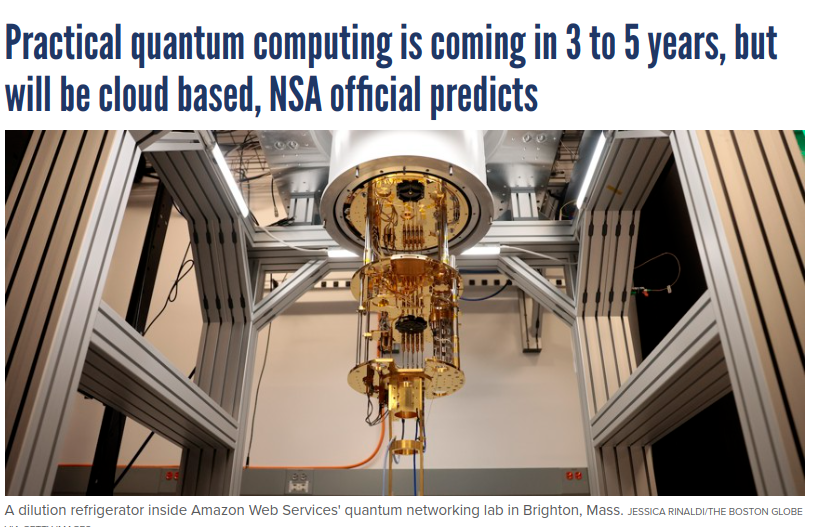 Practical quantum computing is coming in 3 to 5 years, but
will be cloud based, NSA official predicts
A dilution refrigerator inside Amazon Web Services' quantum networking lab in Brighton, Mass. JESSICA RINALDI/THE BOSTON GLOBE